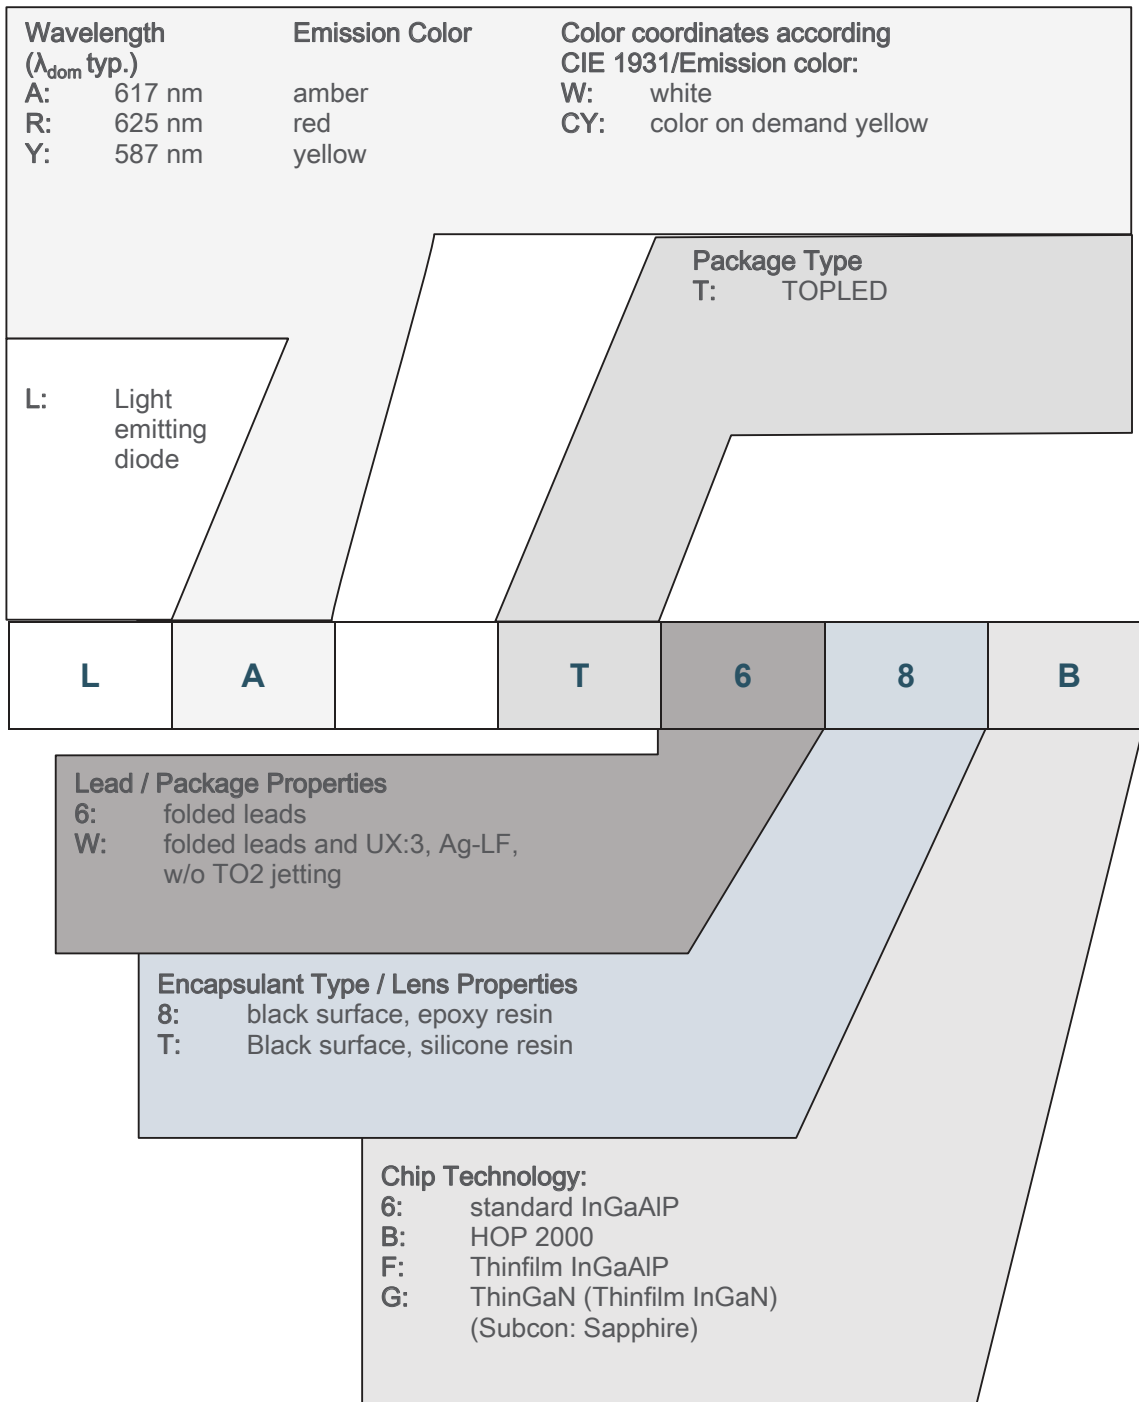 Wavelength Emission Color Color coordinates according
(λdom typ.) CIE 1931/Emission color:
A: 617 nm amber W: white
R: 625 nm red CY: color on demand yellow
Y: 587 nm yellow
Package Type
T: TOPLED
L: Light
emitting
diode
L A T 6 8 B
Lead / Package Properties
6: folded leads
W: folded leads and UX:3, Ag-LF,
w/o TO2 jetting
Encapsulant Type / Lens Properties
8: black surface, epoxy resin
T: Black surface, silicone resin
Chip Technology:
6: standard InGaAlP
B: HOP 2000
F: Thinfilm InGaAlP
G: ThinGaN (Thinfilm InGaN)
(Subcon: Sapphire)